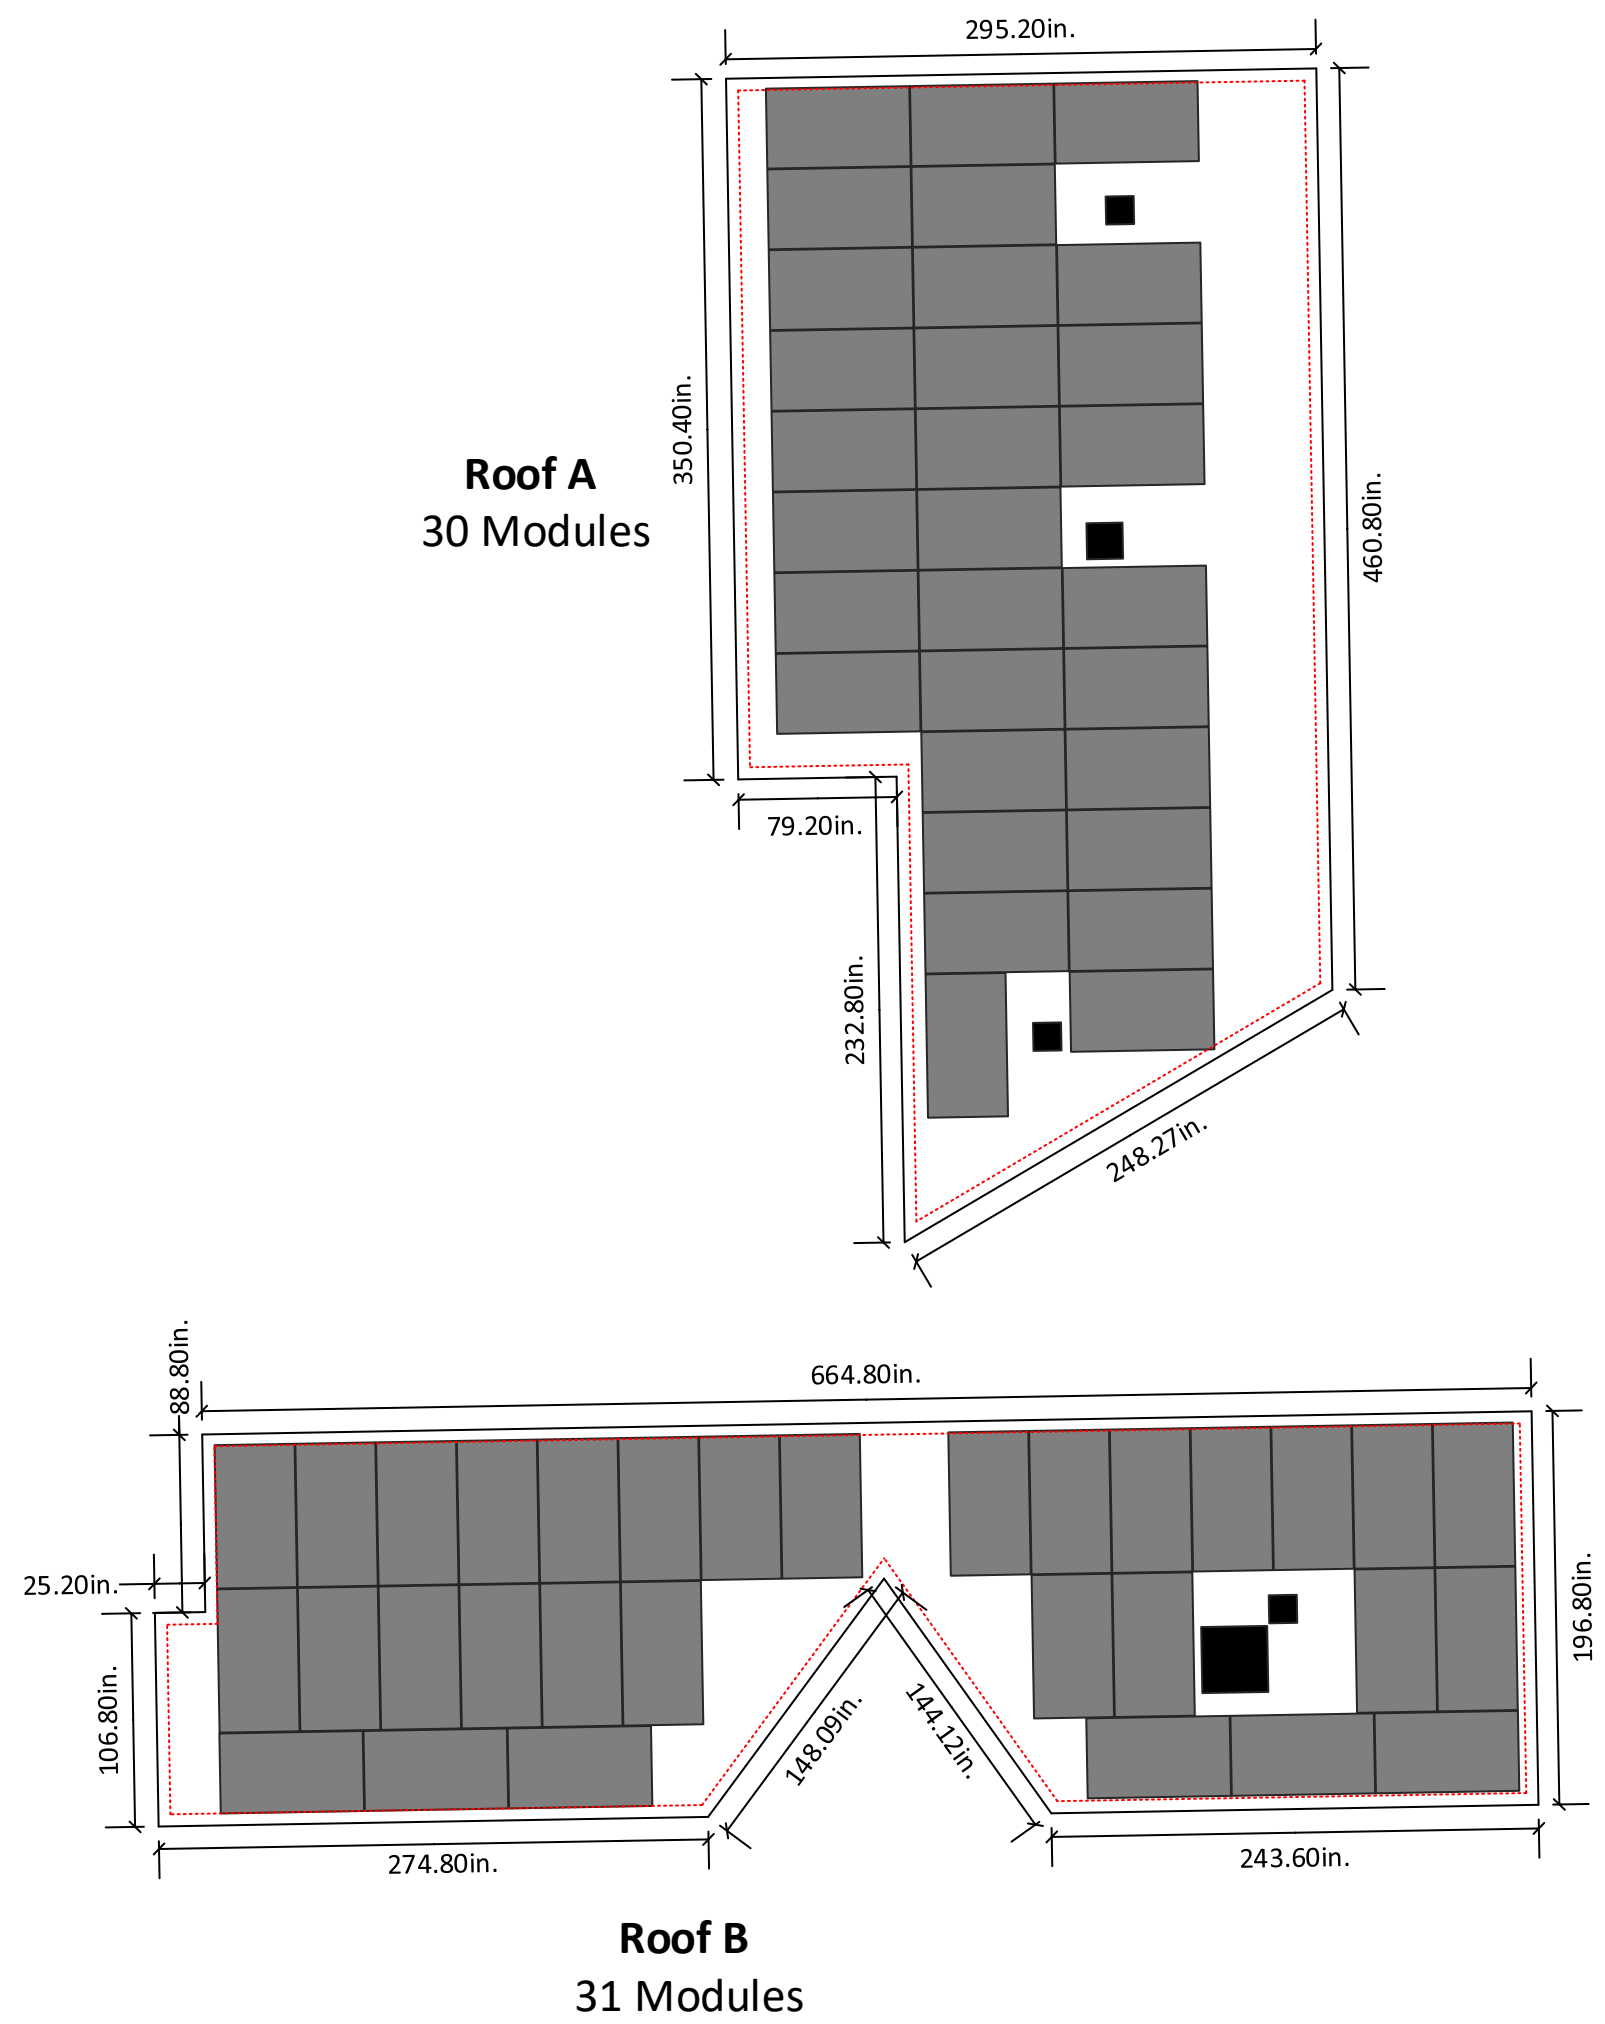 295.20in.
350.40in.
Roof A
30 Modules
460.80in.
79.20in.
232.80in.
248.27in.
88.80in.
664.80in.
25.20in.
106.80in.
196.80in.
148.09in.
144.12in.
274.80in.
243.60in.
Roof B
31 Modules